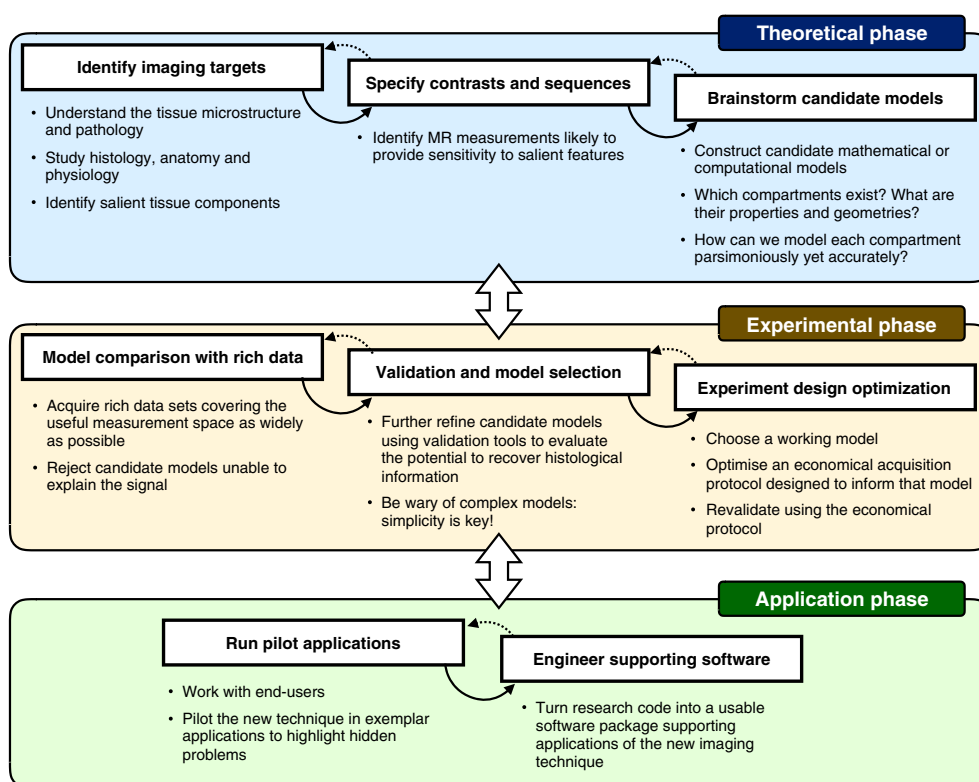 Theoretical phase
Identify imaging targets
• Understand the tissue microstructure
and pathology
• Study histology, anatomy and
physiology
• Identify salient tissue components
Specify contrasts and sequences
• Identify MR measurements likely to
provide sensitivity to salient features
Brainstorm candidate models
• Construct candidate mathematical or
computational models
• Which compartments exist? What are
their properties and geometries?
• How can we model each compartment
parsimoniously yet accurately?
Experimental phase
Model comparison with rich data
• Acquire rich data sets covering the
useful measurement space as widely
as possible
• Reject candidate models unable to
explain the signal
Validation and model selection
• Further refine candidate models
using validation tools to evaluate
the potential to recover histological
information
• Be wary of complex models:
simplicity is key!
Experiment design optimization
• Choose a working model
• Optimise an economical acquisition
protocol designed to inform that model
• Revalidate using the economical
protocol
Application phase
Run pilot applications
• Work with end-users
• Pilot the new technique in exemplar
applications to highlight hidden
problems
Engineer supporting software
• Turn research code into a usable
software package supporting
applications of the new imaging
technique